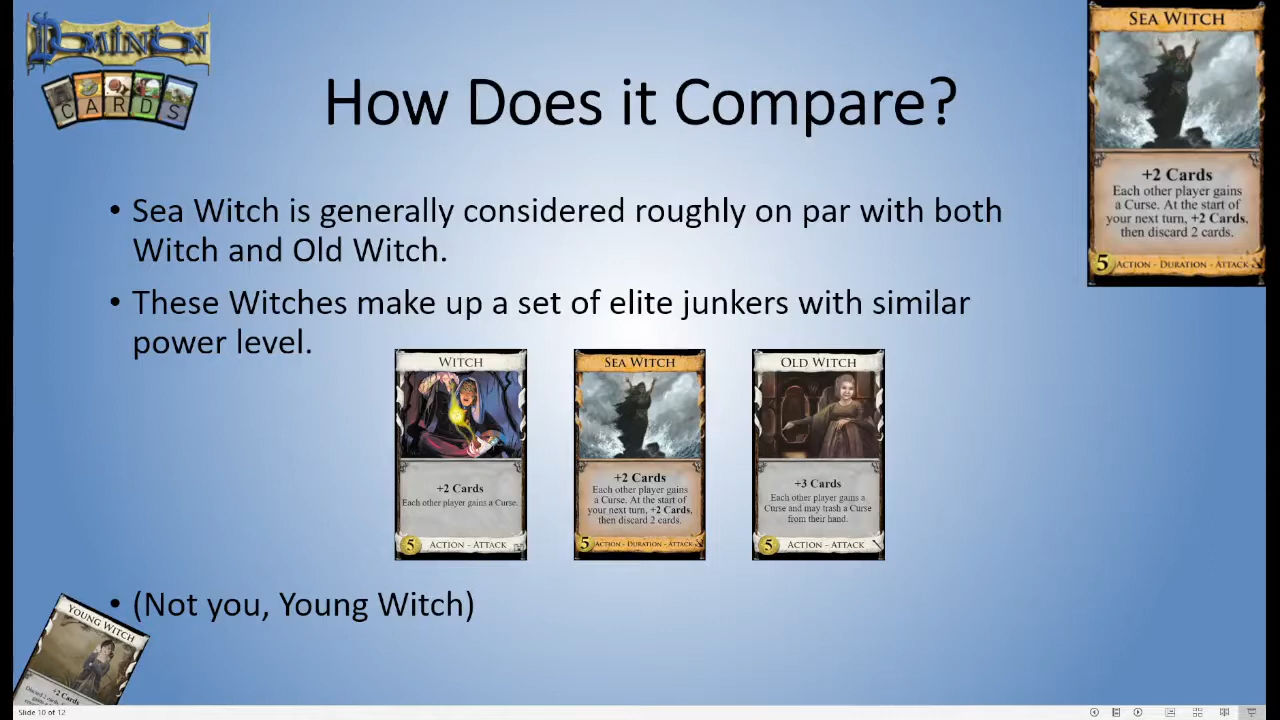 DOMINION
CARDS
How Does it Compare?
SEA WITCH
+2 Cards
Each other player gains
a Curse. At the start of
your next turn, +2 Cards,
then discard 2 cards.
5 ACTION - DURATION - ATTACK
• Sea Witch is generally considered roughly on par with both
Witch and Old Witch.
• These Witches make up a set of elite junkers with similar
power level.
WITCH
+2 Cards
Each other player gains a Curse.
5 ACTION - ATTACK
SEA WITCH
+2 Cards
Each other player gains
a Curse. At the start of
your next turn, +2 Cards,
then discard 2 cards.
5 ACTION - DURATION - ATTACK
OLD WITCH
+3 Cards
Each other player gains a
Curse and may trash a Curse
from their hand.
5 ACTION - ATTACK
• (Not you, Young Witch)
YOUNG WITCH
+2 Cards
Discard 2 cards.
Slide 10 of 12